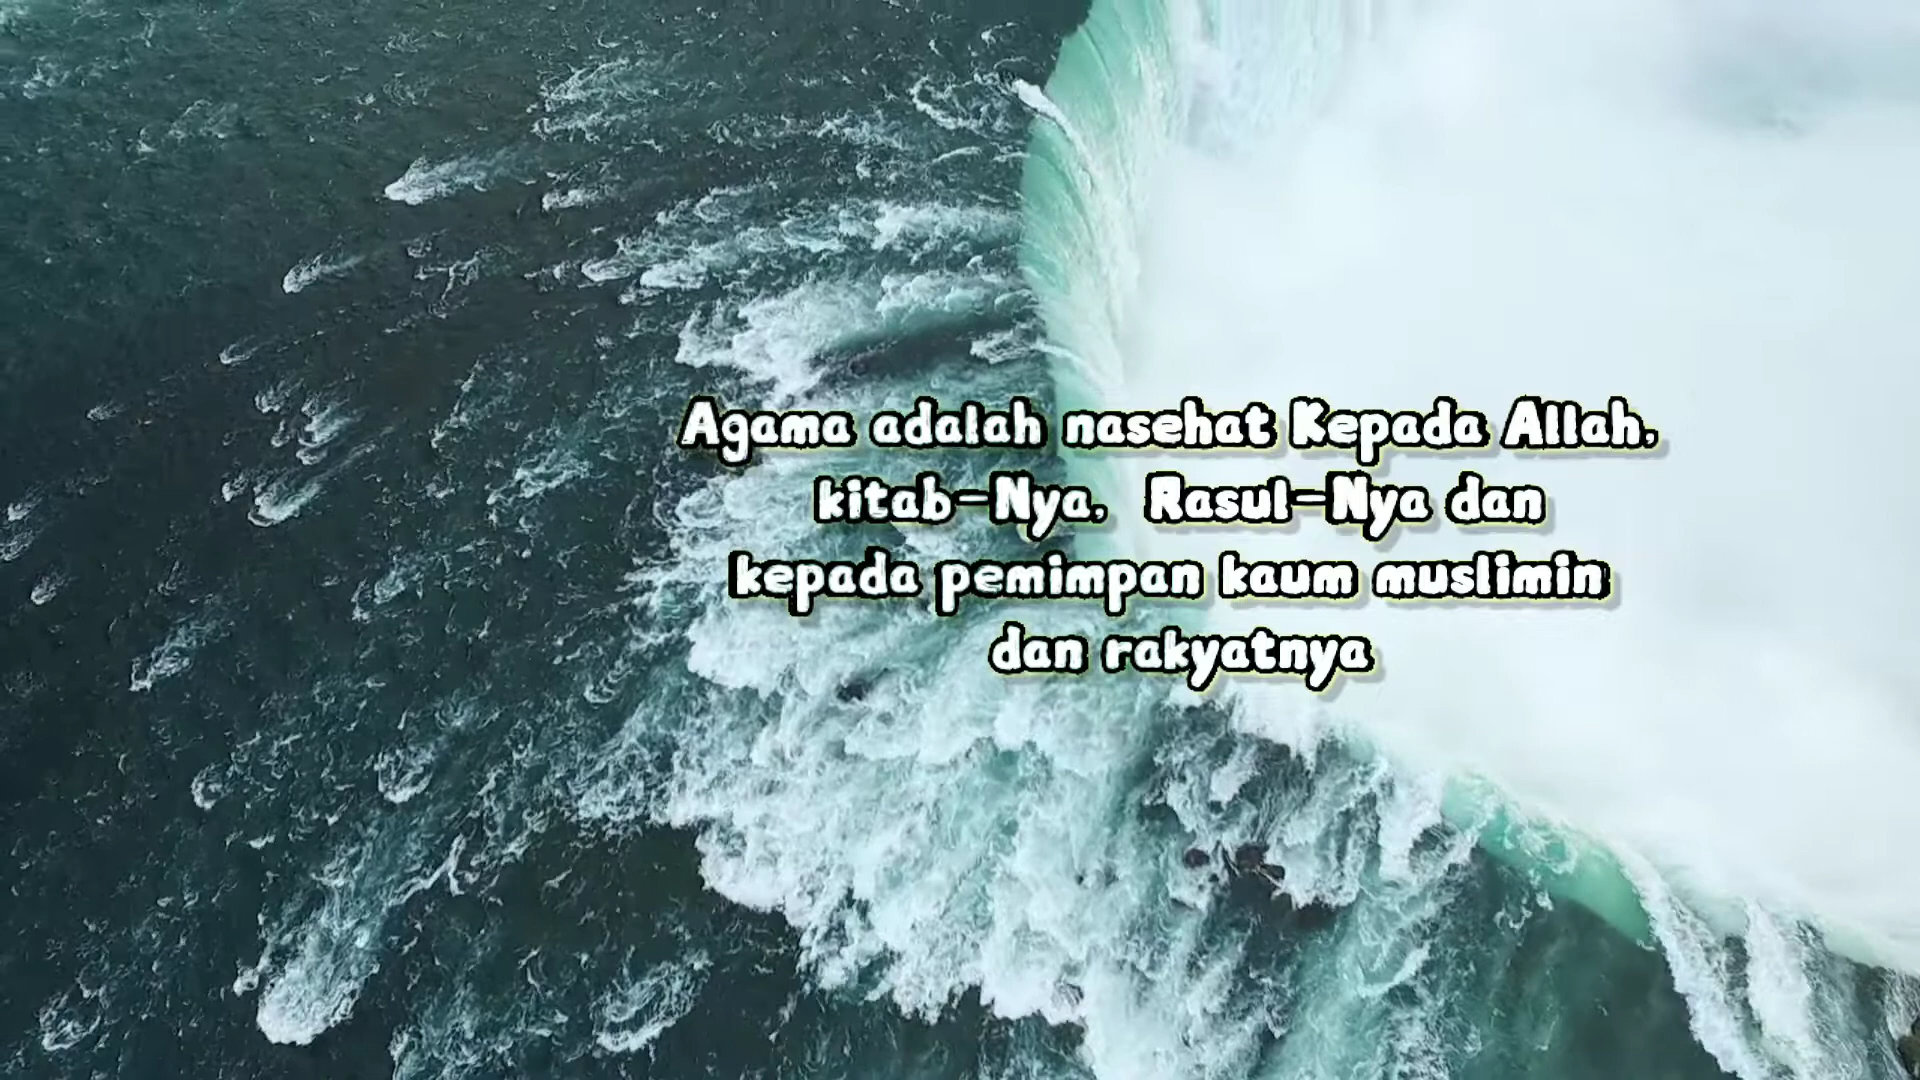 Agama adalah nasehat Kepada Allah,
kitab-Nya, Rasul-Nya dan
kepada pemimpan kaum muslimin
dan rakyatnya